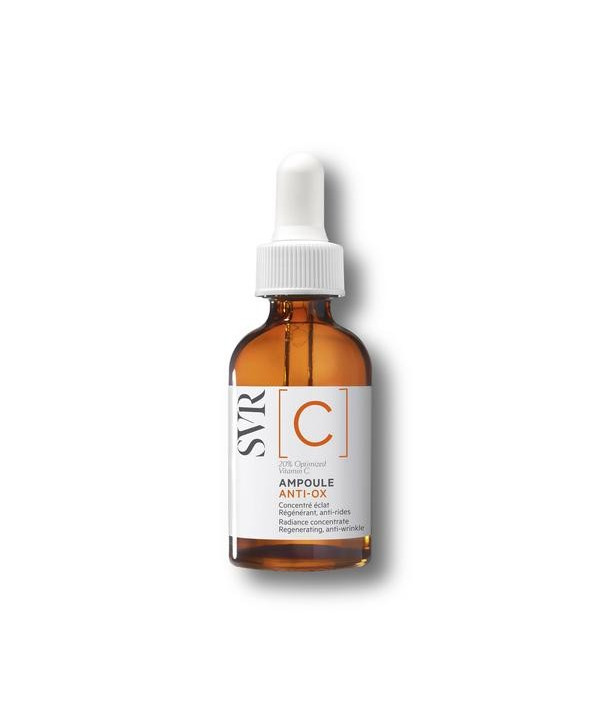 SVR
[C]
20% Optimized
Vitamin C
AMPOULE
ANTI-OX
Concentré éclat
Régénérant, anti-rides
Radiance concentrate
Regenerating, anti-wrinkle